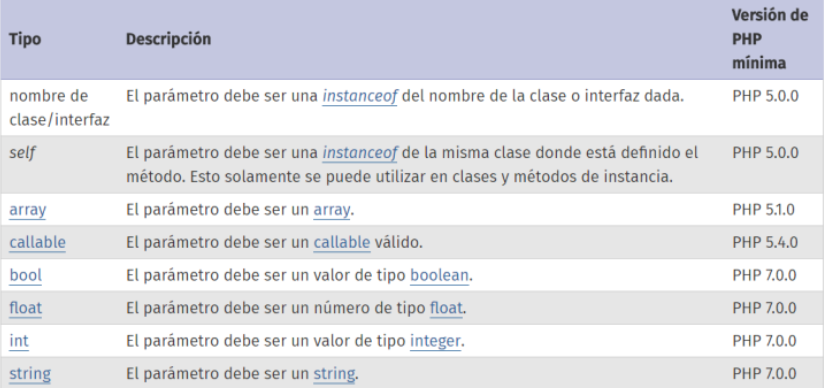 Tipo Descripción Versión de PHP mínima
nombre de clase/interfaz El parámetro debe ser una instanceof del nombre de la clase o interfaz dada. PHP 5.0.0
self El parámetro debe ser una instanceof de la misma clase donde está definido el PHP 5.0.0
método. Esto solamente se puede utilizar en clases y métodos de instancia.
array El parámetro debe ser un array. PHP 5.1.0
callable El parámetro debe ser un callable válido. PHP 5.4.0
bool El parámetro debe ser un valor de tipo boolean. PHP 7.0.0
float El parámetro debe ser un número de tipo float. PHP 7.0.0
int El parámetro debe ser un valor de tipo integer. PHP 7.0.0
string El parámetro debe ser un string. PHP 7.0.0